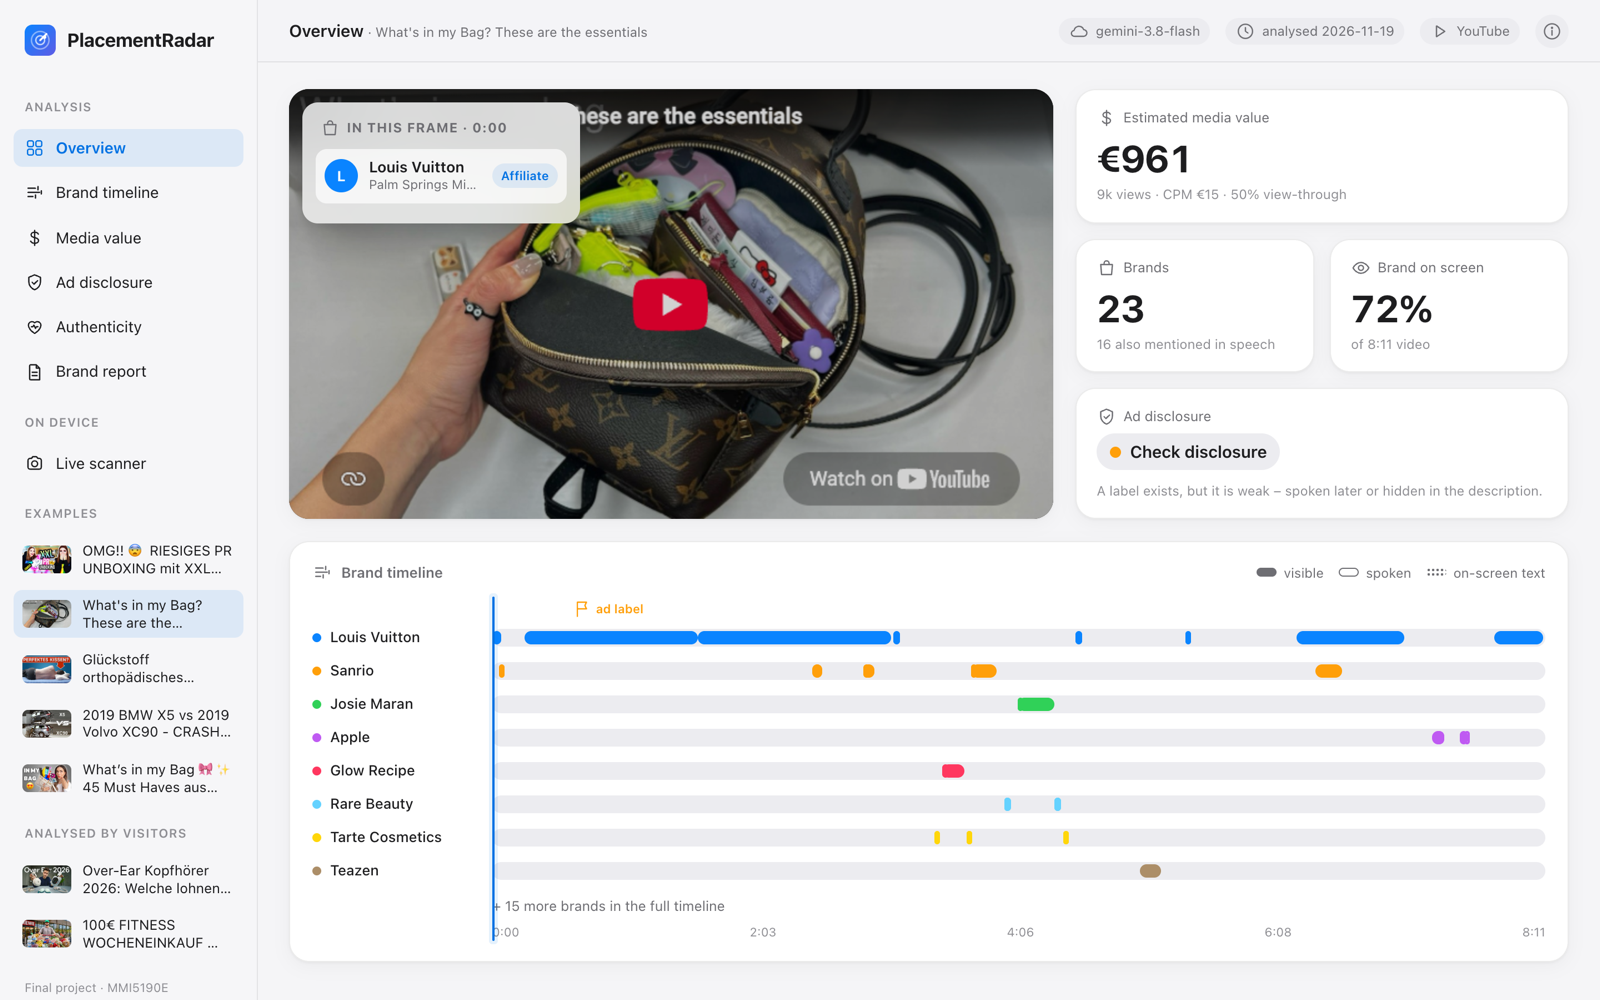 PlacementRadar
ANALYSIS
Overview
Brand timeline
Media value
Ad disclosure
Authenticity
Brand report
ON DEVICE
Live scanner
EXAMPLES
OMG!! 😨 RIESIGES PR
UNBOXING mit XXL...
What's in my Bag?
These are the...
Glückstoff
orthopädisches...
2019 BMW X5 vs 2019
Volvo XC90 - CRASH...
What's in my Bag 🎀 ✨
45 Must Haves aus...
ANALYSED BY VISITORS
Over-Ear Kopfhörer
2026: Welche lohnen...
100€ FITNESS
WOCHENEINKAUF ...
Final project · MMI5190E
Overview · What's in my Bag? These are the essentials
gemini-3.8-flash
analysed 2026-11-19
YouTube
these are the essentials
IN THIS FRAME · 0:00
L
Louis Vuitton
Palm Springs Mi...
Affiliate
Watch on YouTube
Estimated media value
€961
9k views · CPM €15 · 50% view-through
Brands
23
16 also mentioned in speech
Brand on screen
72%
of 8:11 video
Ad disclosure
Check disclosure
A label exists, but it is weak – spoken later or hidden in the description.
Brand timeline
visible
spoken
on-screen text
ad label
Louis Vuitton
Sanrio
Josie Maran
Apple
Glow Recipe
Rare Beauty
Tarte Cosmetics
Teazen
+ 15 more brands in the full timeline
0:00
2:03
4:06
6:08
8:11